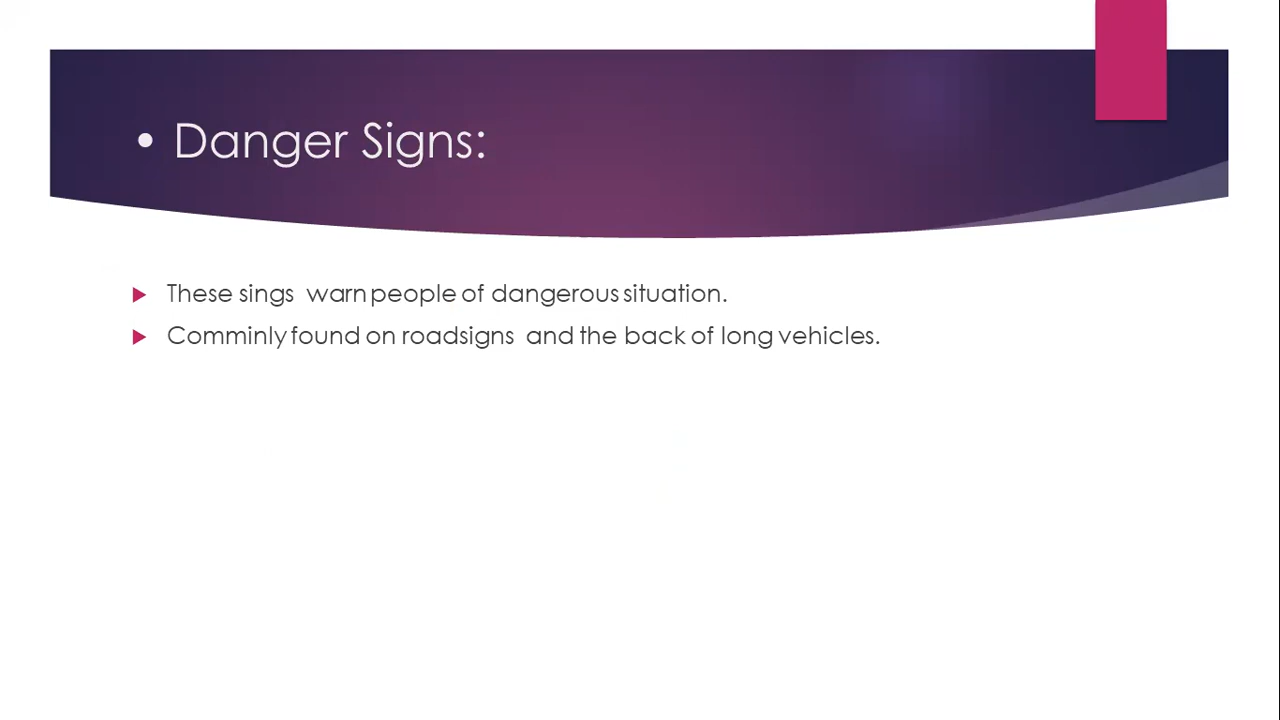 • Danger Signs:
These sings warn people of dangerous situation.
Comminly found on roadsigns and the back of long vehicles.